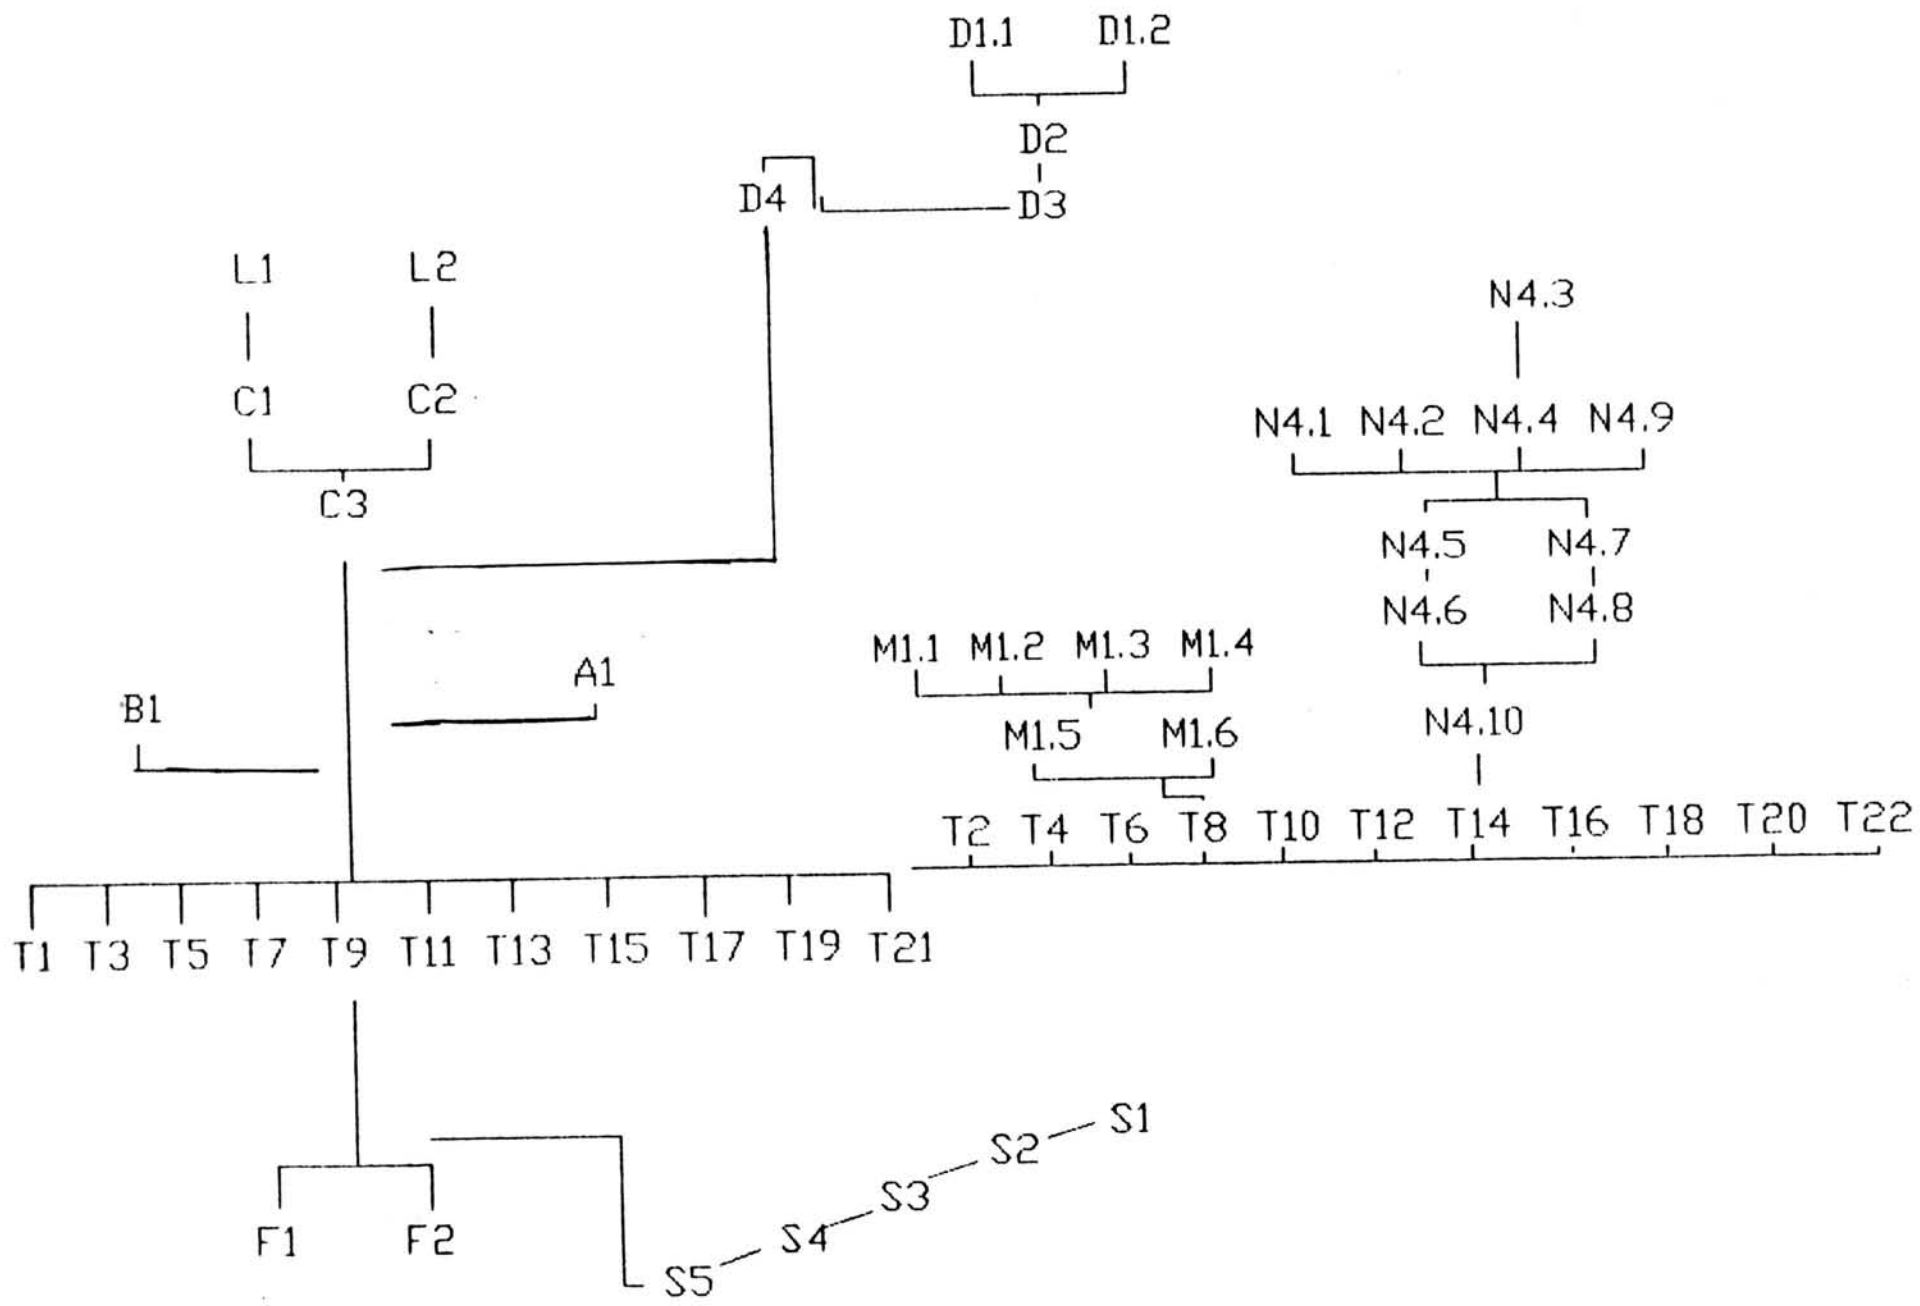 D1.1 D1.2
D2
D4 D3
L1 L2
N4.3
C1 C2
N4.1 N4.2 N4.4 N4.9
C3
N4.5 N4.7
N4.6 N4.8
M1.1 M1.2 M1.3 M1.4
A1
B1
N4.10
M1.5 M1.6
T2 T4 T6 T8 T10 T12 T14 T16 T18 T20 T22
T1 T3 T5 T7 T9 T11 T13 T15 T17 T19 T21
S1
S2
S3
F1 F2 S4
S5